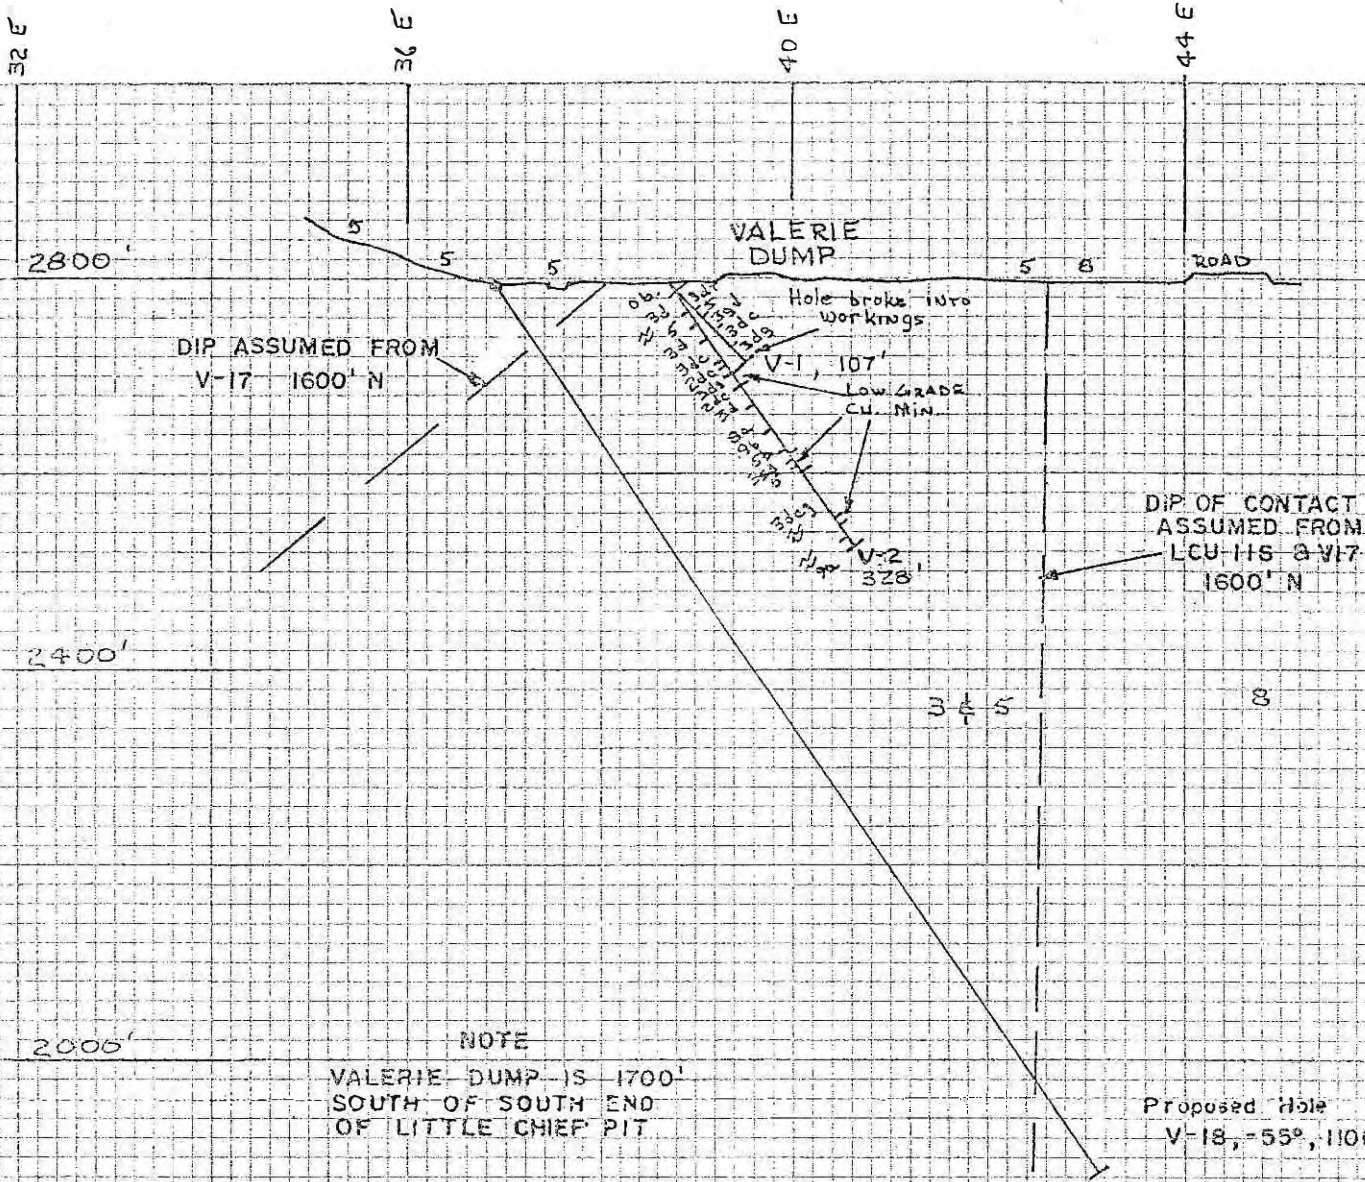 32 E
36 E
40 E
44 E
5
5
5
VALERIE
DUMP
5 8
ROAD
2800'
ob.
Hole broke into
workings
DIP ASSUMED FROM
V-17 1600' N
V-1, 107'
LOW GRADE
CU. MIN.
DIP OF CONTACT
ASSUMED FROM
LCU-11S & V17
1600' N
V-2
328'
2400'
3 & 5
8
2000'
NOTE
VALERIE DUMP IS 1700'
SOUTH OF SOUTH END
OF LITTLE CHIEF PIT
Proposed Hole
V-18, -55°, 110